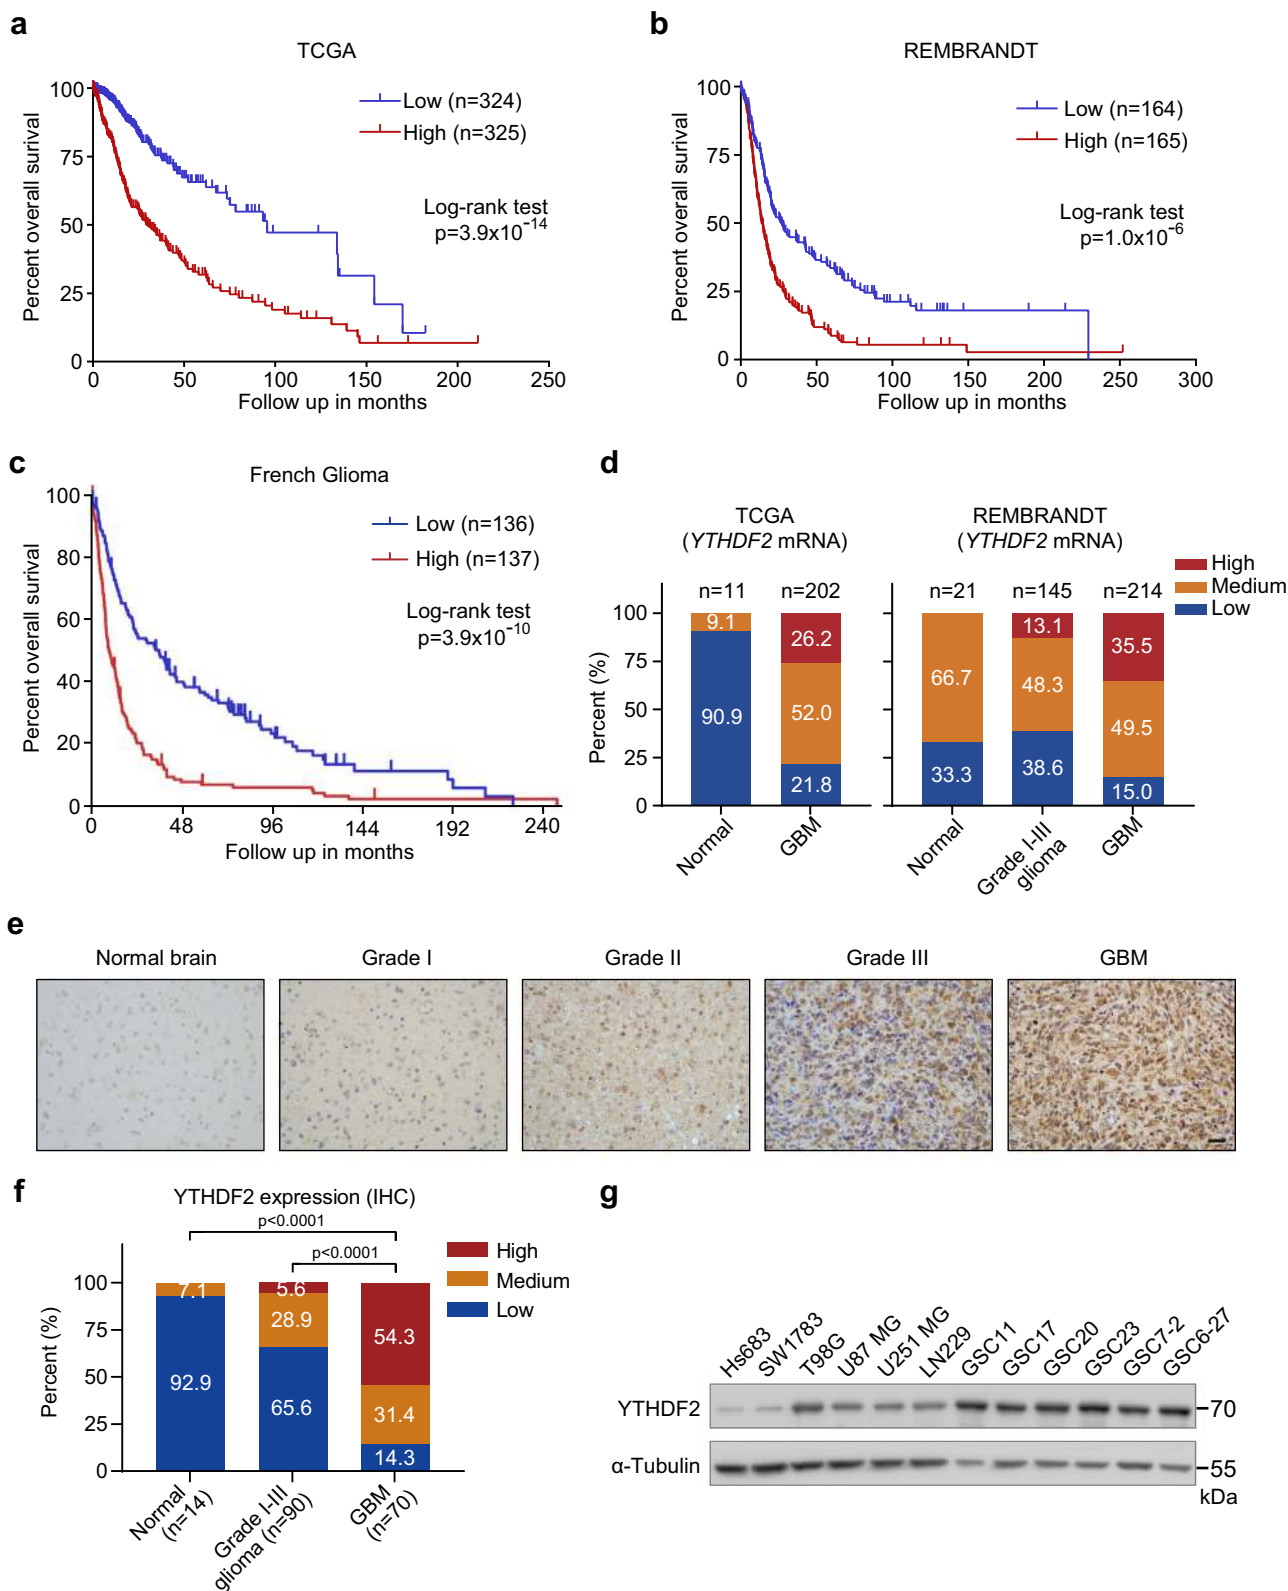 a
TCGA
Percent overall surival
100
75
50
25
0
Low (n=324)
High (n=325)
Log-rank test
p=3.9x10⁻¹⁴
0 50 100 150 200 250
Follow up in months
b
REMBRANDT
Percent overall surival
100
75
50
25
0
Low (n=164)
High (n=165)
Log-rank test
p=1.0x10⁻⁶
0 50 100 150 200 250 300
Follow up in months
c
French Glioma
Percent overall surival
100
80
60
40
20
0
Low (n=136)
High (n=137)
Log-rank test
p=3.9x10⁻¹⁰
0 48 96 144 192 240
Follow up in months
d
TCGA
(YTHDF2 mRNA)
REMBRANDT
(YTHDF2 mRNA)
High
Medium
Low
n=11 n=202 n=21 n=145 n=214
Percent (%)
100
75
50
25
0
9.1
90.9
26.2
52.0
21.8
66.7
33.3
13.1
48.3
38.6
35.5
49.5
15.0
Normal
GBM
Normal
Grade I-III
glioma
GBM
e
Normal brain
Grade I
Grade II
Grade III
GBM
f
YTHDF2 expression (IHC)
p<0.0001
p<0.0001
High
Medium
Low
Percent (%)
100
75
50
25
0
7.1
92.9
5.6
28.9
65.6
54.3
31.4
14.3
Normal
(n=14)
Grade I-III
glioma (n=90)
GBM
(n=70)
g
Hs683
SW1783
T98G
U87 MG
U251 MG
LN229
GSC11
GSC17
GSC20
GSC23
GSC7-2
GSC6-27
YTHDF2
70
α-Tubulin
55
kDa